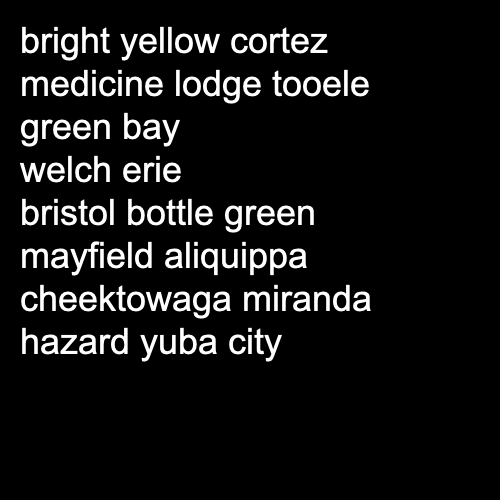 bright yellow cortez
medicine lodge tooele
green bay
welch erie
bristol bottle green
mayfield aliquippa
cheektowaga miranda
hazard yuba city